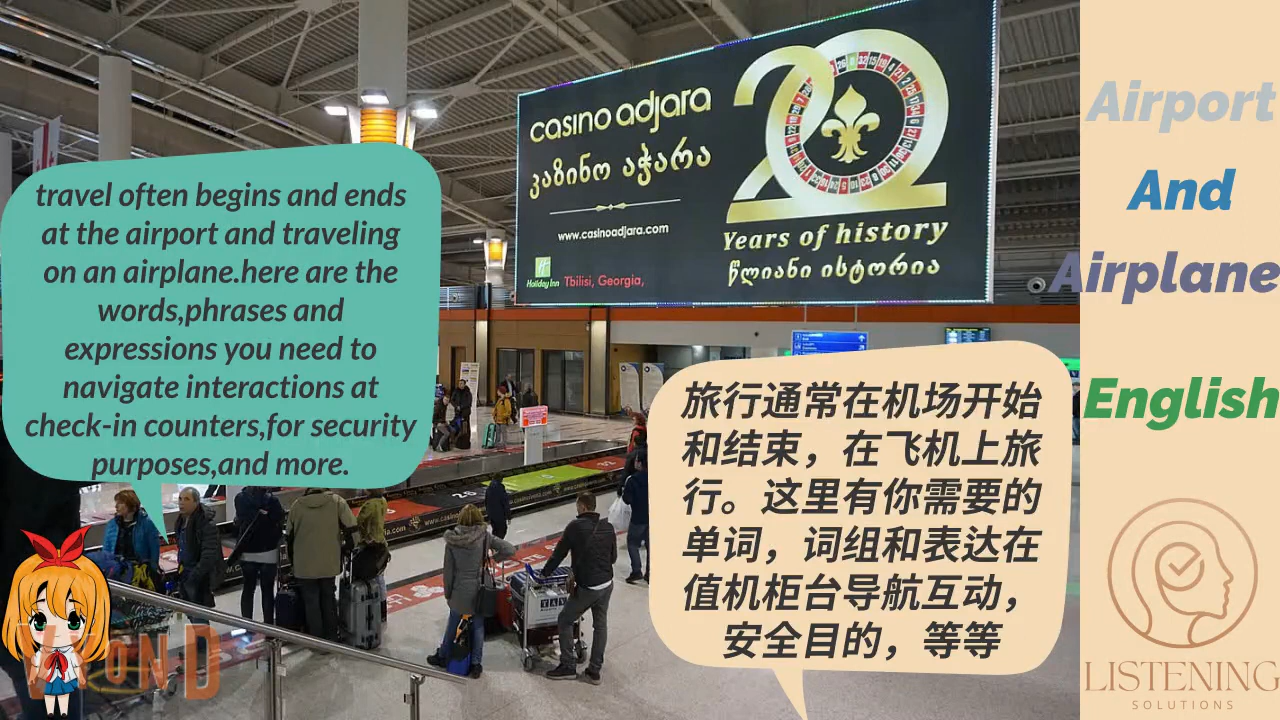 casino adjara
კაზინო აჭარა
www.casinoadjara.com
Holiday Inn
Tbilisi, Georgia,
20
Years of history
წლიანი ისტორია
travel often begins and ends
at the airport and traveling
on an airplane.here are the
words,phrases and
expressions you need to
navigate interactions at
check-in counters,for security
purposes,and more.
旅行通常在机场开始
和结束，在飞机上旅
行。这里有你需要的
单词，词组和表达在
值机柜台导航互动，
安全目的，等等
Airport
And
Airplane
English
LISTENING
SOLUTIONS